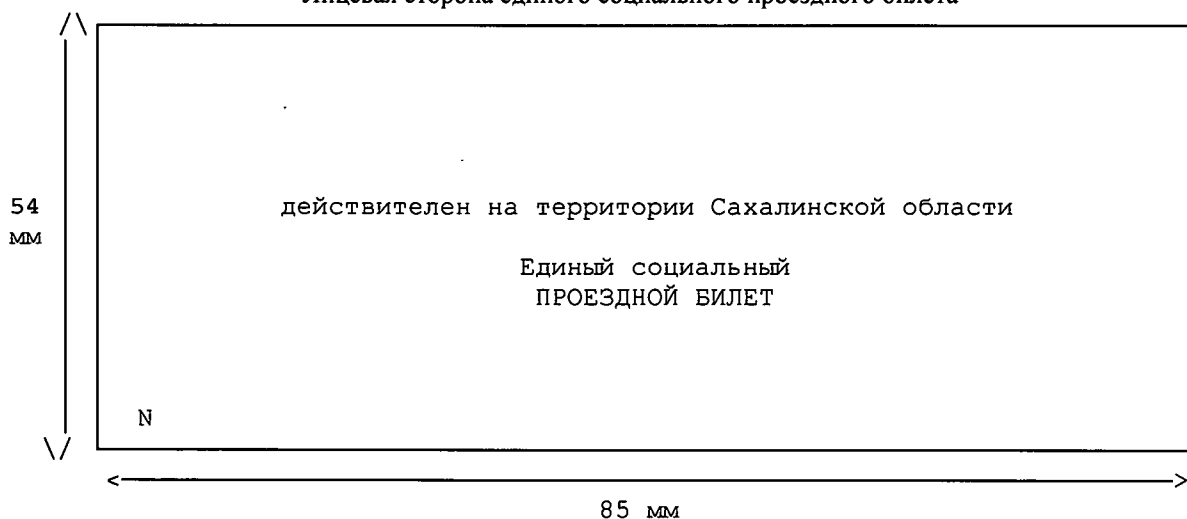 Лицевая сторона единого социального проездного билета
54
мм
действителен на территории Сахалинской области
Единый социальный
ПРОЕЗДНОЙ БИЛЕТ
N
85 мм